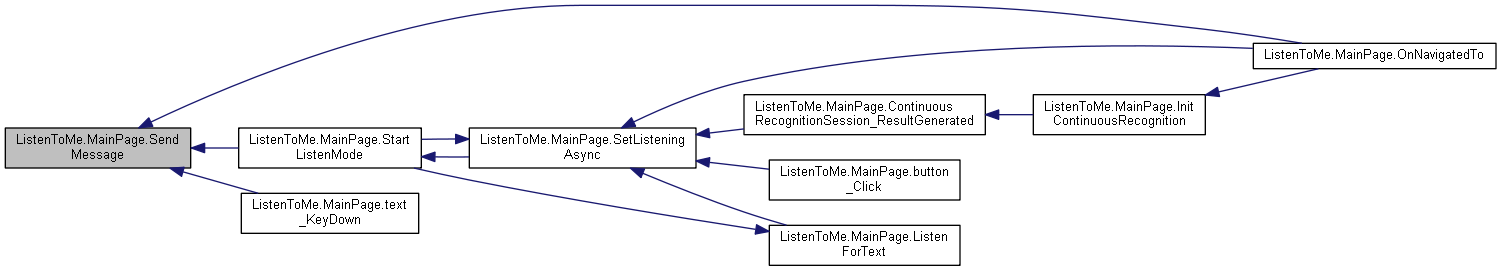 ListenToMe.MainPage.Send
Message
ListenToMe.MainPage.Start
ListenMode
ListenToMe.MainPage.text
_KeyDown
ListenToMe.MainPage.SetListening
Async
ListenToMe.MainPage.Continuous
RecognitionSession_ResultGenerated
ListenToMe.MainPage.button
_Click
ListenToMe.MainPage.Listen
ForText
ListenToMe.MainPage.Init
ContinuousRecognition
ListenToMe.MainPage.OnNavigatedTo